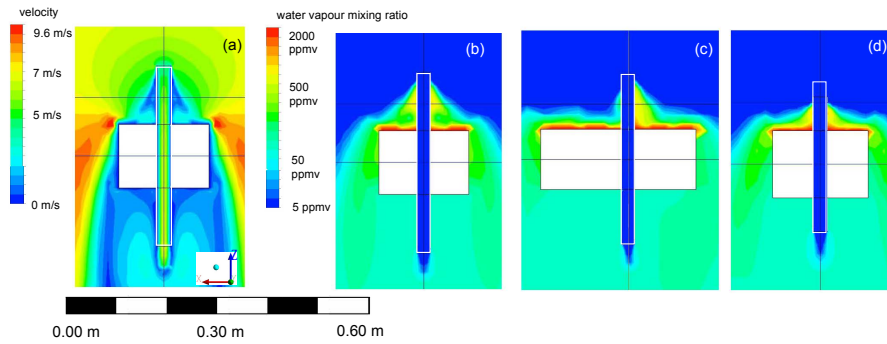 velocity
9.6 m/s
7 m/s
5 m/s
0 m/s
(a)
X
Z
water vapour mixing ratio
2000
ppmv
500
ppmv
50
ppmv
5 ppmv
(b)
(c)
(d)
0.00 m
0.30 m
0.60 m